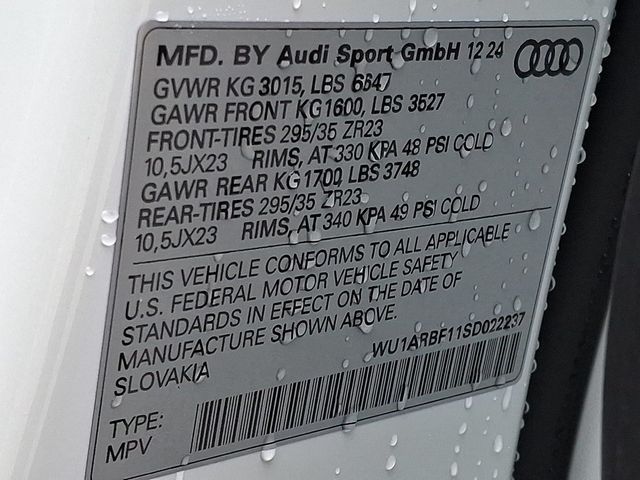 MFD. BY Audi Sport GmbH 12 24
GVWR KG 3015, LBS 6647
GAWR FRONT KG1600, LBS 3527
FRONT-TIRES 295/35 ZR23
10,5JX23 RIMS, AT 330 KPA 48 PSI COLD
GAWR REAR KG 1700, LBS 3748
REAR-TIRES 295/35 ZR23
10,5JX23 RIMS, AT 340 KPA 49 PSI COLD
THIS VEHICLE CONFORMS TO ALL APPLICABLE
U.S. FEDERAL MOTOR VEHICLE SAFETY
STANDARDS IN EFFECT ON THE DATE OF
MANUFACTURE SHOWN ABOVE.
SLOVAKIA
WU1ARBF11SD022237
TYPE:
MPV